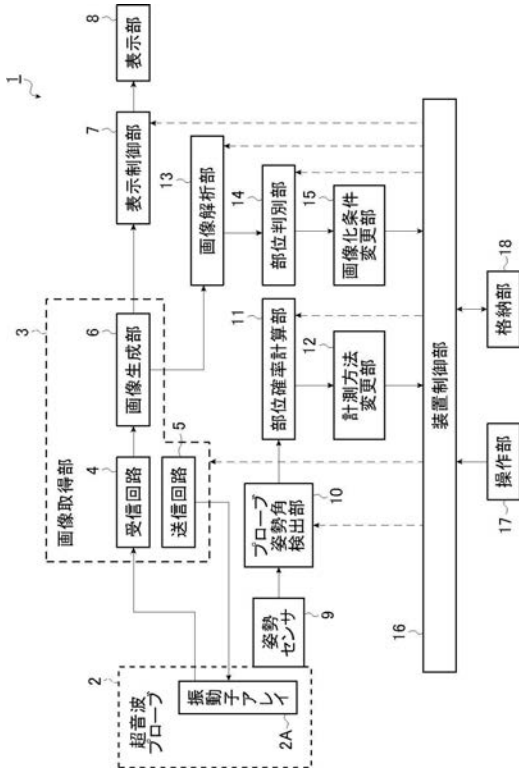 1
3
画像取得部
4
受信回路
5
送信回路
6
画像生成部
7
表示制御部
8
表示部
2
超音波
プローブ
2A
振動子アレイ
9
姿勢
センサ
10
プローブ
姿勢角
検出部
11
部位確率計算部
12
計測方法
変更部
13
画像解析部
14
部位判別部
15
画像化条件
変更部
16
装置制御部
17
操作部
18
格納部